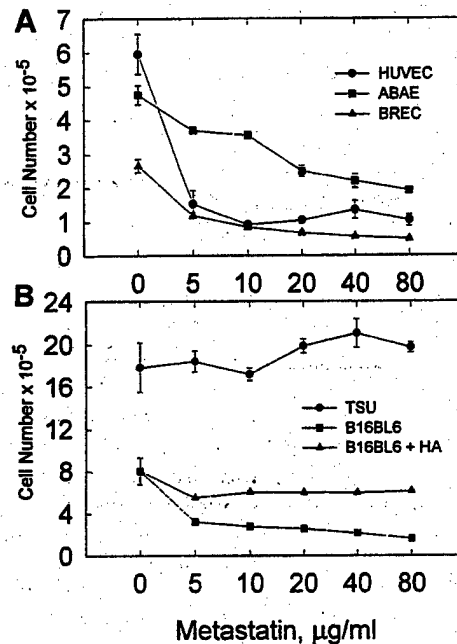 A
Cell Number x 10-5
7
6
5
4
3
2
1
0
HUVEC
ABAE
BREC
0 5 10 20 40 80
B
Cell Number x 10-5
24
20
16
12
8
4
0
TSU
B16BL6
B16BL6 + HA
0 5 10 20 40 80
Metastatin, µg/ml